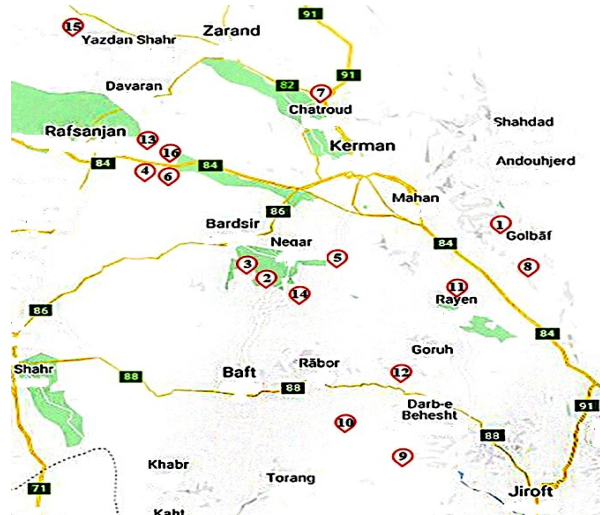 91
15
Yazdan Shahr
Zarand
91
82
7
Davaran
Chatroud
Rafsanjan
13
Shahdad
Kerman
16
84
84
4
6
Andouhjerd
Mahan
86
Bardsir
1
Golbāf
Negar
84
3
5
8
2
11
14
Rayen
86
84
Goruh
Rābor
Shahr
Baft
12
88
88
Darb-e
Behesht
91
10
88
9
Khabr
Torang
71
Jiroft
Kaht